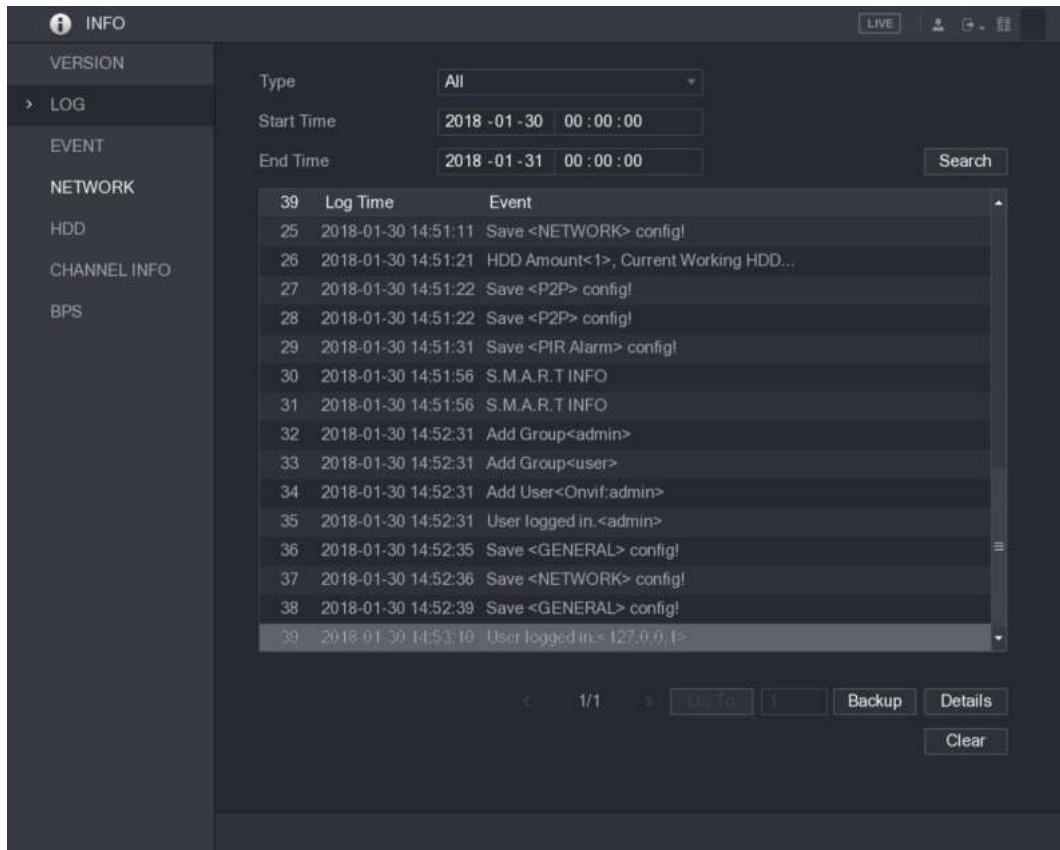 INFO
LIVE
VERSION
LOG
EVENT
NETWORK
HDD
CHANNEL INFO
BPS
Type All
Start Time 2018 -01 -30 00 : 00 : 00
End Time 2018 -01 -31 00 : 00 : 00
Search
39 Log Time Event
25 2018-01-30 14:51:11 Save <NETWORK> config!
26 2018-01-30 14:51:21 HDD Amount<1>, Current Working HDD...
27 2018-01-30 14:51:22 Save <P2P> config!
28 2018-01-30 14:51:22 Save <P2P> config!
29 2018-01-30 14:51:31 Save <PIR Alarm> config!
30 2018-01-30 14:51:56 S.M.A.R.T INFO
31 2018-01-30 14:51:56 S.M.A.R.T INFO
32 2018-01-30 14:52:31 Add Group<admin>
33 2018-01-30 14:52:31 Add Group<user>
34 2018-01-30 14:52:31 Add User<Onvif:admin>
35 2018-01-30 14:52:31 User logged in.<admin>
36 2018-01-30 14:52:35 Save <GENERAL> config!
37 2018-01-30 14:52:36 Save <NETWORK> config!
38 2018-01-30 14:52:39 Save <GENERAL> config!
39 2018-01-30 14:53:10 User logged in.<127.0.0.1>
1/1 Go To 1 Backup Details
Clear